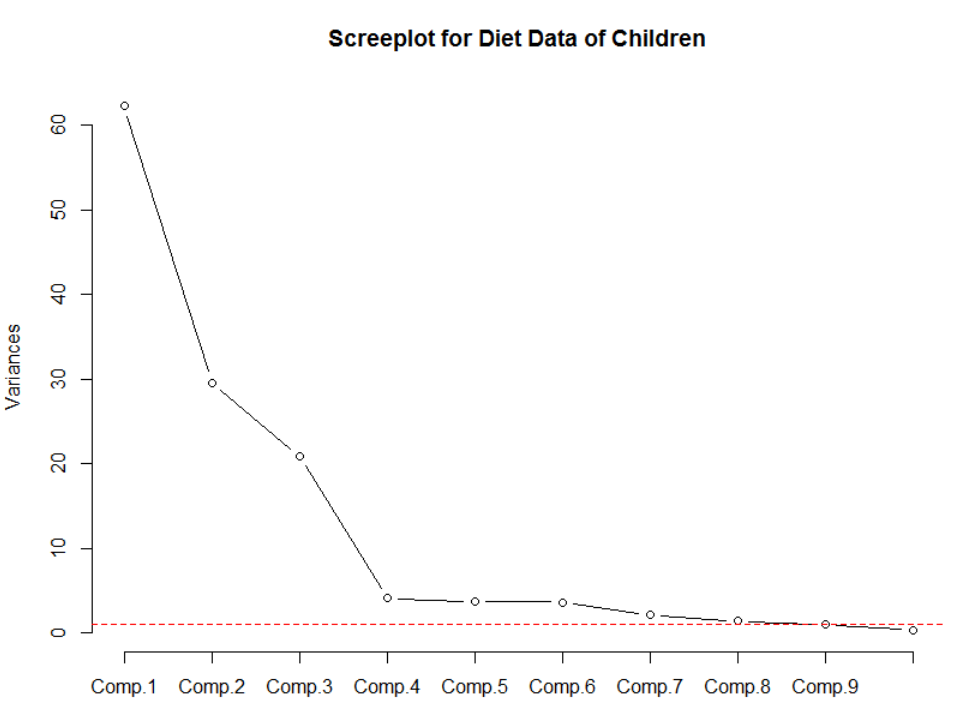 Screeplot for Diet Data of Children
Variances
60
50
40
30
20
10
0
Comp.1 Comp.2 Comp.3 Comp.4 Comp.5 Comp.6 Comp.7 Comp.8 Comp.9